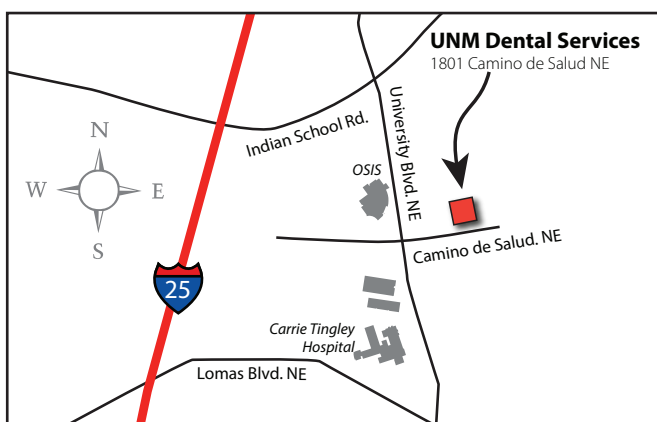 UNM Dental Services
1801 Camino de Salud NE
Indian School Rd.
University Blvd. NE
N
W
E
S
OSIS
Camino de Salud. NE
25
Carrie Tingley
Hospital
Lomas Blvd. NE